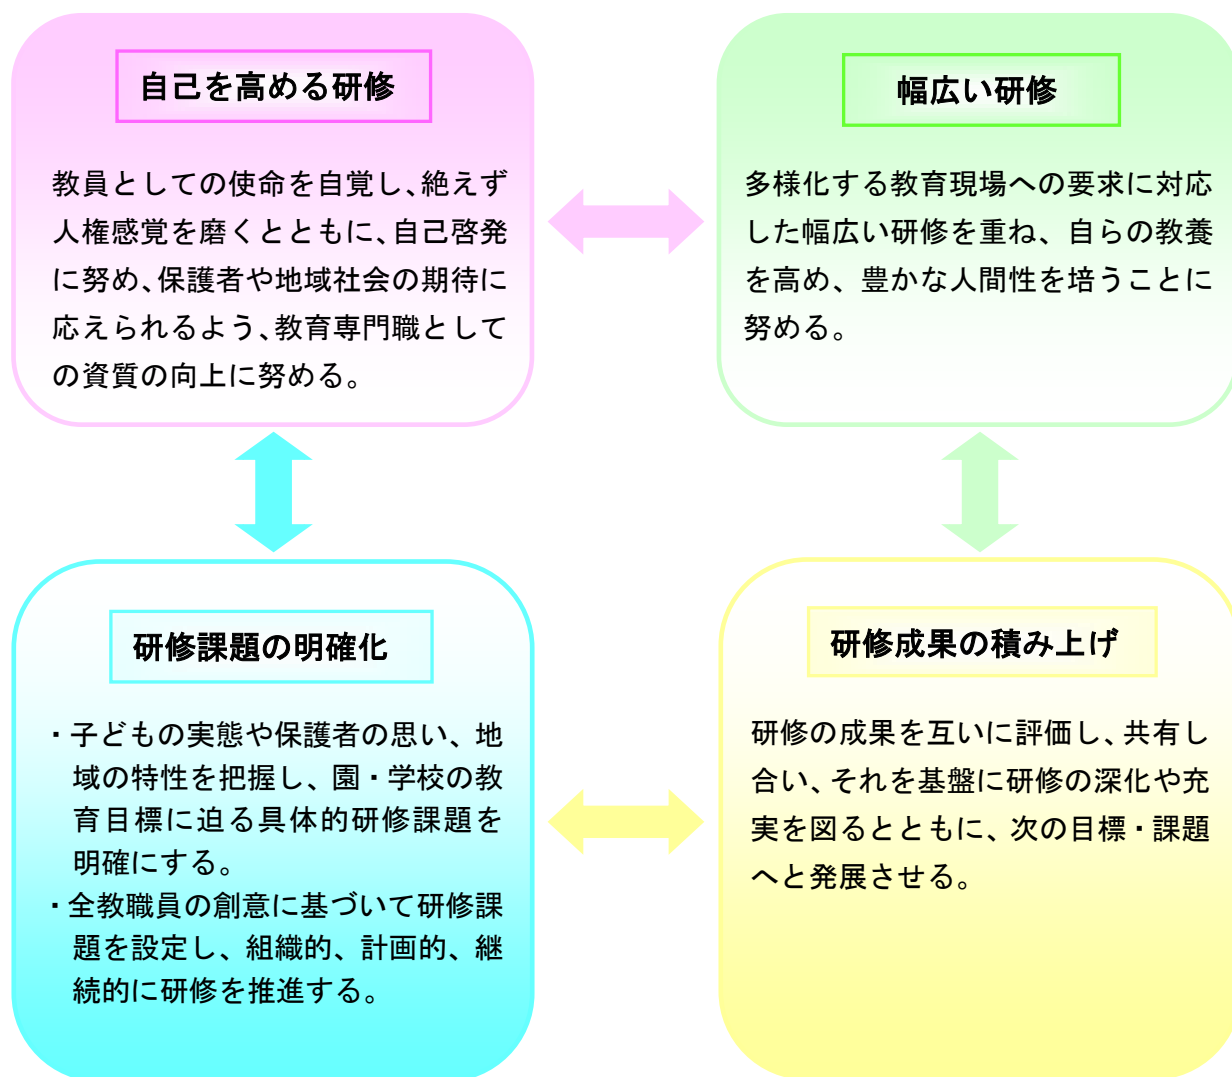 自己を高める研修
教員としての使命を自覚し、絶えず
人権感覚を磨くとともに、自己啓発
に努め、保護者や地域社会の期待に
応えられるよう、教育専門職として
の資質の向上に努める。
幅広い研修
多様化する教育現場への要求に対応
した幅広い研修を重ね、自らの教養
を高め、豊かな人間性を培うことに
努める。
研修課題の明確化
・子どもの実態や保護者の思い、地
域の特性を把握し、園・学校の教
育目標に迫る具体的研修課題を
明確にする。
・全教職員の創意に基づいて研修課
題を設定し、組織的、計画的、継
続的に研修を推進する。
研修成果の積み上げ
研修の成果を互いに評価し、共有し
合い、それを基盤に研修の深化や充
実を図るとともに、次の目標・課題
へと発展させる。